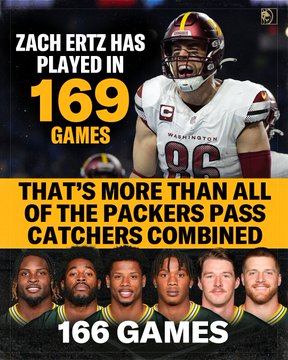 ZACH ERTZ HAS
PLAYED IN
169
GAMES
C
WASHINGTON
86
THAT'S MORE THAN ALL
OF THE PACKERS PASS
CATCHERS COMBINED
166 GAMES